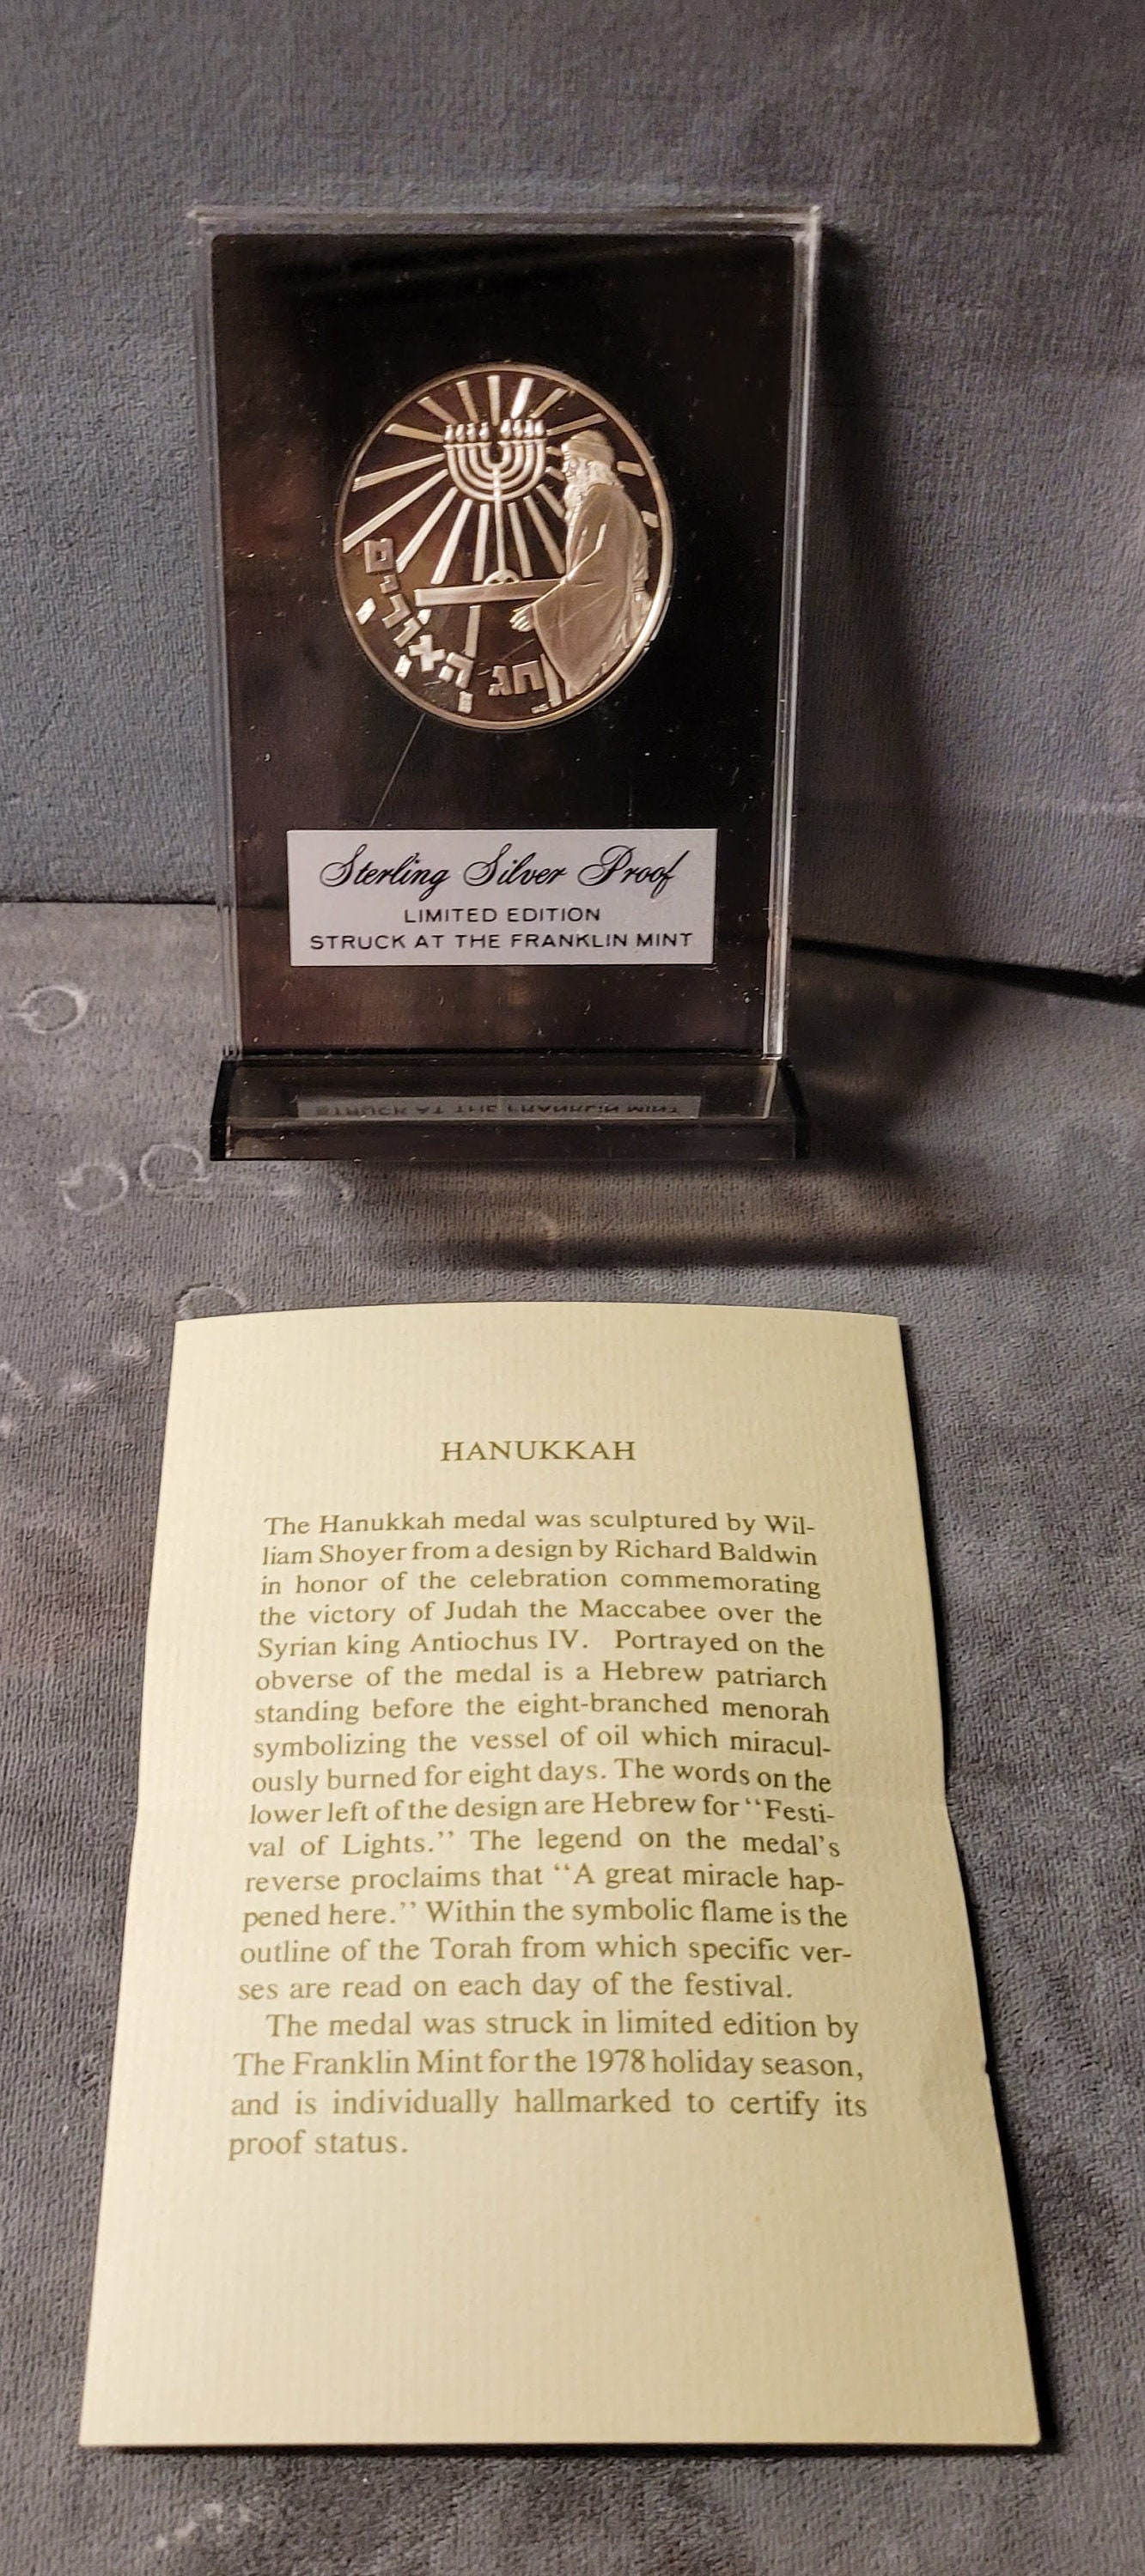 חג האורים
Sterling Silver Proof
LIMITED EDITION
STRUCK AT THE FRANKLIN MINT
HANUKKAH
The Hanukkah medal was sculptured by Wil-
liam Shoyer from a design by Richard Baldwin
in honor of the celebration commemorating
the victory of Judah the Maccabee over the
Syrian king Antiochus IV. Portrayed on the
obverse of the medal is a Hebrew patriarch
standing before the eight-branched menorah
symbolizing the vessel of oil which miracul-
ously burned for eight days. The words on the
lower left of the design are Hebrew for "Festi-
val of Lights." The legend on the medal's
reverse proclaims that "A great miracle hap-
pened here." Within the symbolic flame is the
outline of the Torah from which specific ver-
ses are read on each day of the festival.
The medal was struck in limited edition by
The Franklin Mint for the 1978 holiday season,
and is individually hallmarked to certify its
proof status.